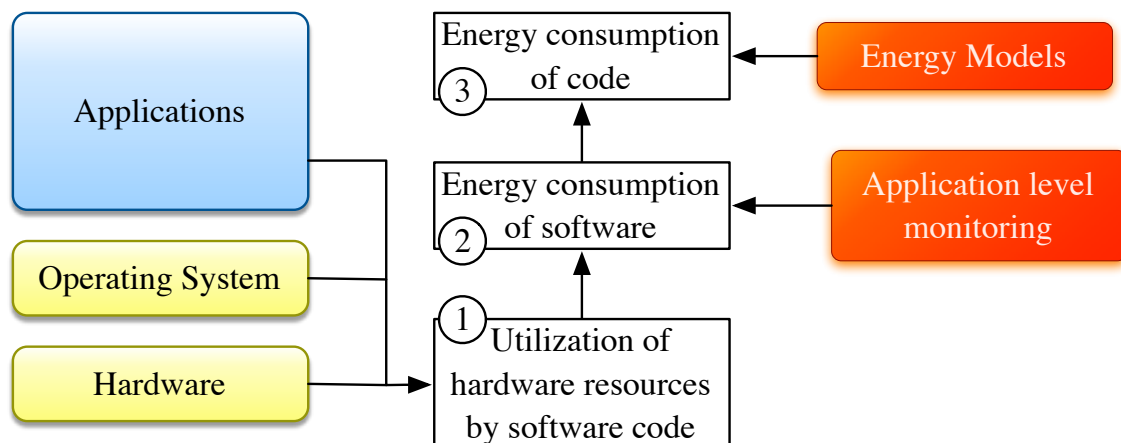 Applications
Operating System
Hardware
Energy consumption
of code
3
Energy consumption
of software
2
1
Utilization of
hardware resources
by software code
Energy Models
Application level
monitoring